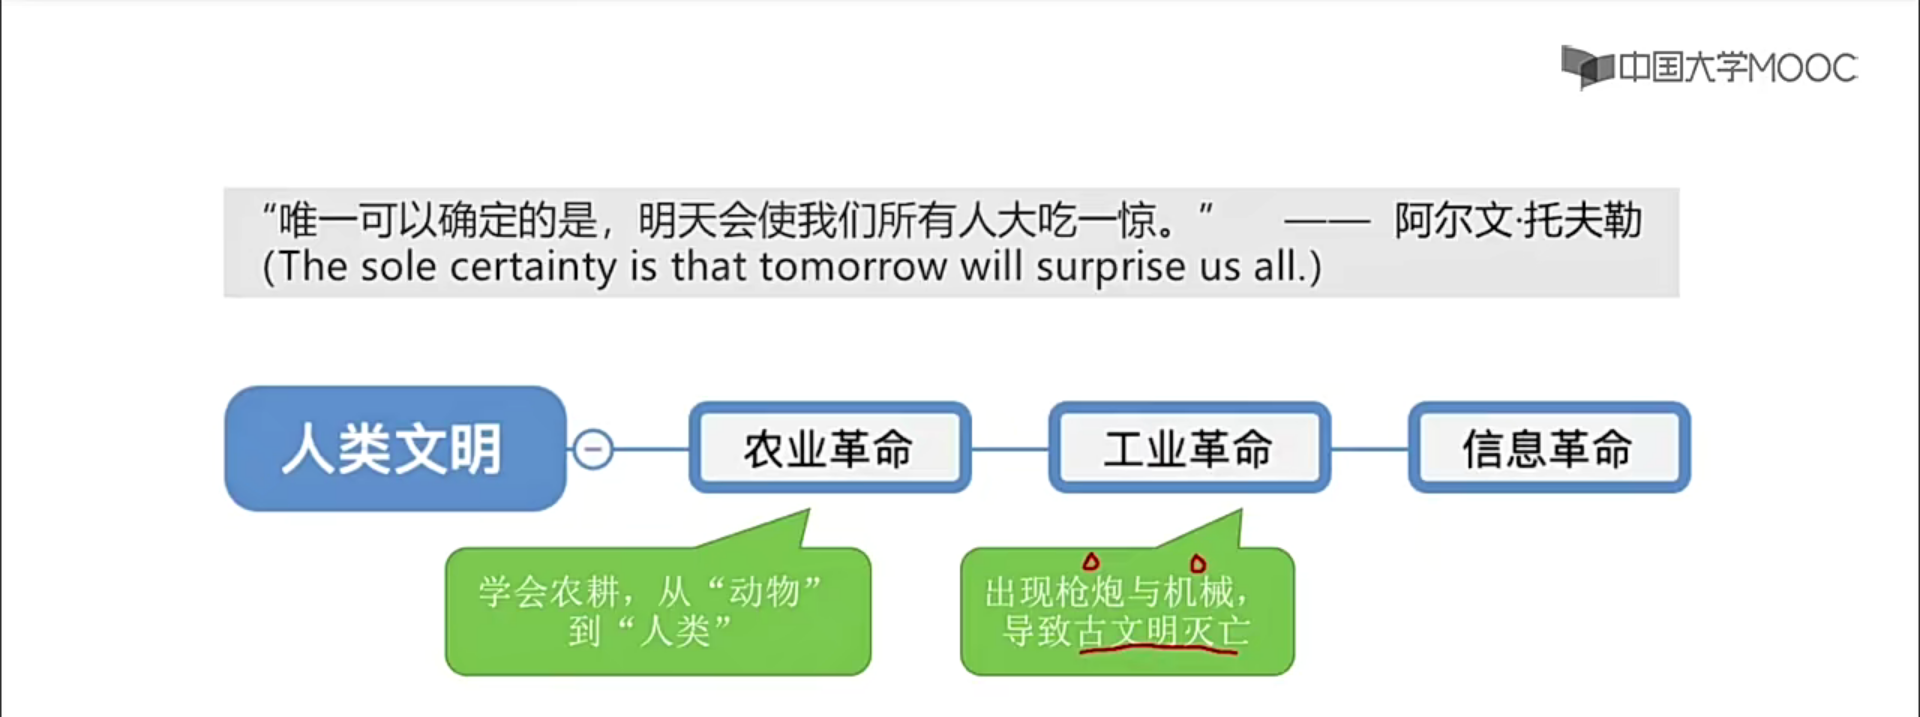 中国大学MOOC
“唯一可以确定的是，明天会使我们所有人大吃一惊。” —— 阿尔文·托夫勒
(The sole certainty is that tomorrow will surprise us all.)
人类文明
农业革命
工业革命
信息革命
学会农耕，从“动物”
到“人类”
出现枪炮与机械，
导致古文明灭亡